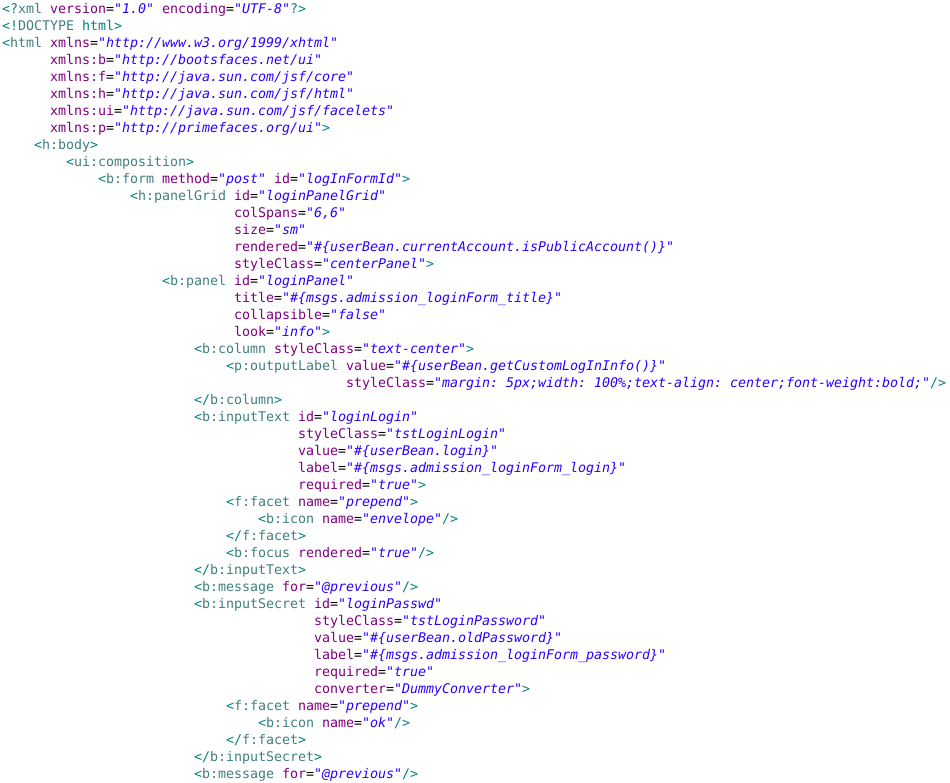 <?xml version="1.0" encoding="UTF-8"?>
<!DOCTYPE html>
<html xmlns="http://www.w3.org/1999/xhtml"
      xmlns:b="http://bootsfaces.net/ui"
      xmlns:f="http://java.sun.com/jsf/core"
      xmlns:h="http://java.sun.com/jsf/html"
      xmlns:ui="http://java.sun.com/jsf/facelets"
      xmlns:p="http://primefaces.org/ui">
    <h:body>
        <ui:composition>
            <b:form method="post" id="logInFormId">
                <h:panelGrid id="loginPanelGrid"
                             colSpans="6,6"
                             size="sm"
                             rendered="#{userBean.currentAccount.isPublicAccount()}"
                             styleClass="centerPanel">
                    <b:panel id="loginPanel"
                             title="#{msgs.admission_loginForm_title}"
                             collapsible="false"
                             look="info">
                        <b:column styleClass="text-center">
                            <p:outputLabel value="#{userBean.getCustomLogInInfo()}"
                                           styleClass="margin: 5px;width: 100%;text-align: center;font-weight:bold;"/>
                        </b:column>
                        <b:inputText id="loginLogin"
                                     styleClass="tstLoginLogin"
                                     value="#{userBean.login}"
                                     label="#{msgs.admission_loginForm_login}"
                                     required="true">
                            <f:facet name="prepend">
                                <b:icon name="envelope"/>
                            </f:facet>
                            <b:focus rendered="true"/>
                        </b:inputText>
                        <b:message for="@previous"/>
                        <b:inputSecret id="loginPasswd"
                                       styleClass="tstLoginPassword"
                                       value="#{userBean.oldPassword}"
                                       label="#{msgs.admission_loginForm_password}"
                                       required="true"
                                       converter="DummyConverter">
                            <f:facet name="prepend">
                                <b:icon name="ok"/>
                            </f:facet>
                        </b:inputSecret>
                        <b:message for="@previous"/>